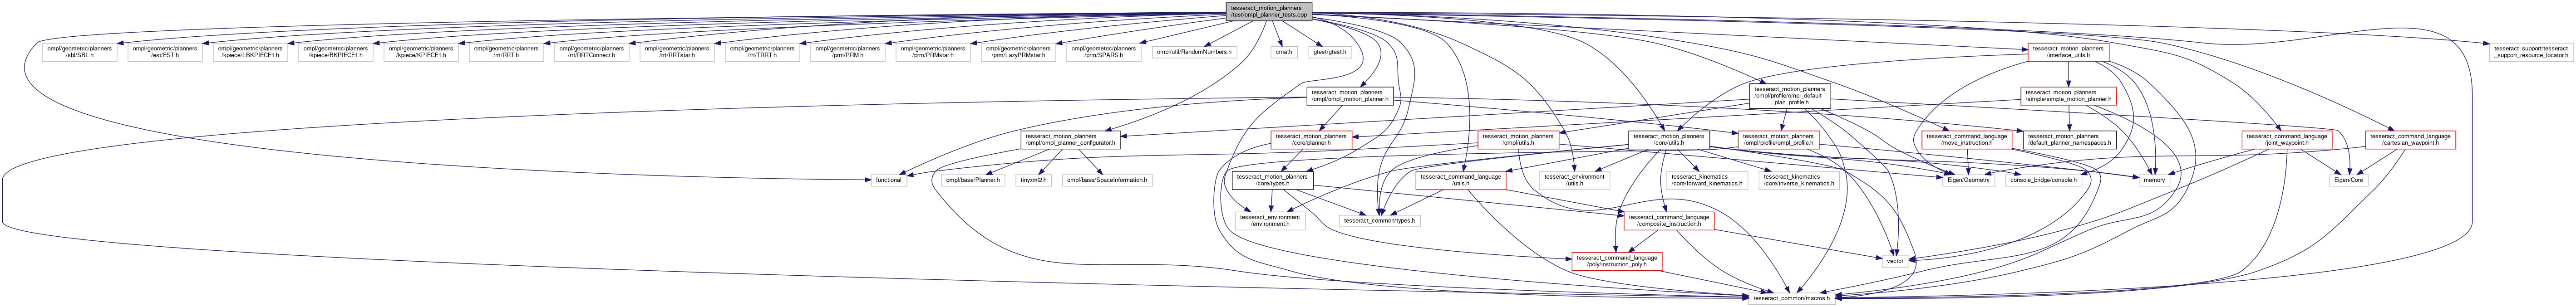 tesseract_motion_planners
/test/ompl_planner_tests.cpp
ompl/geometric/planners
/sbl/SBL.h
ompl/geometric/planners
/est/EST.h
ompl/geometric/planners
/kpiece/LBKPIECE1.h
ompl/geometric/planners
/kpiece/BKPIECE1.h
ompl/geometric/planners
/kpiece/KPIECE1.h
ompl/geometric/planners
/rrt/RRT.h
ompl/geometric/planners
/rrt/RRTConnect.h
ompl/geometric/planners
/rrt/RRTstar.h
ompl/geometric/planners
/rrt/TRRT.h
ompl/geometric/planners
/prm/PRM.h
ompl/geometric/planners
/prm/PRMstar.h
ompl/geometric/planners
/prm/LazyPRMstar.h
ompl/geometric/planners
/prm/SPARS.h
ompl/util/RandomNumbers.h
cmath
gtest/gtest.h
tesseract_motion_planners
/interface_utils.h
tesseract_support/tesseract
_support_resource_locator.h
tesseract_motion_planners
/ompl/ompl_motion_planner.h
tesseract_motion_planners
/ompl/profile/ompl_default
_plan_profile.h
tesseract_motion_planners
/simple/simple_motion_planner.h
tesseract_motion_planners
/ompl/ompl_planner_configurator.h
tesseract_motion_planners
/core/planner.h
tesseract_motion_planners
/ompl/utils.h
tesseract_motion_planners
/core/utils.h
tesseract_motion_planners
/ompl/profile/ompl_profile.h
tesseract_command_language
/move_instruction.h
tesseract_motion_planners
/default_planner_namespaces.h
tesseract_command_language
/joint_waypoint.h
tesseract_command_language
/cartesian_waypoint.h
functional
ompl/base/Planner.h
tinyxml2.h
ompl/base/SpaceInformation.h
tesseract_motion_planners
/core/types.h
tesseract_command_language
/utils.h
tesseract_environment
/utils.h
tesseract_kinematics
/core/forward_kinematics.h
tesseract_kinematics
/core/inverse_kinematics.h
Eigen/Geometry
console_bridge/console.h
memory
Eigen/Core
tesseract_environment
/environment.h
tesseract_common/types.h
tesseract_command_language
/composite_instruction.h
tesseract_command_language
/poly/instruction_poly.h
vector
tesseract_common/macros.h